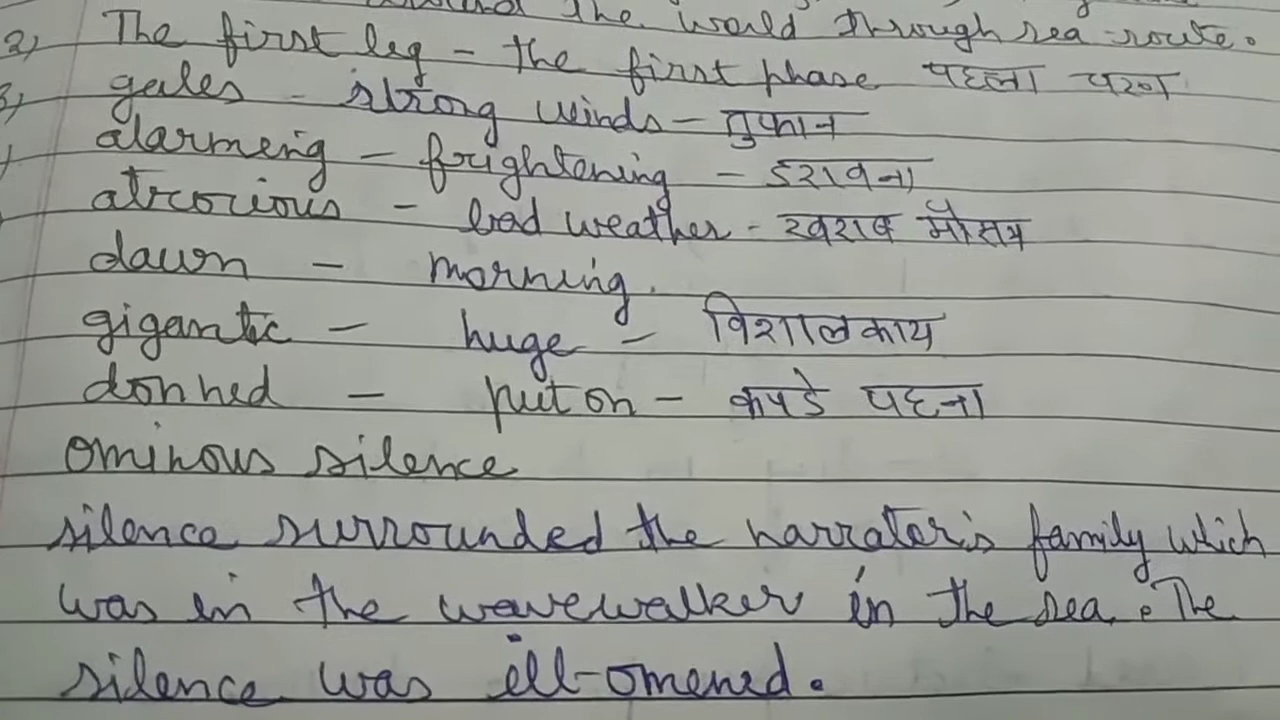 the world through sea-route.
2, The first leg - the first phase पहला चरण
3, gales - strong winds - तुफान
alarmeing - frightening - डरावना
atrcorious - bad weather - खराब मौसम
dawn - morning.
gigantic - huge - विशालकाय
donned - put on - कपडे पहना
ominous silence
silence surrounded the narrator's family which
was in the wavewalker in the sea. The
silence was ill-omened.